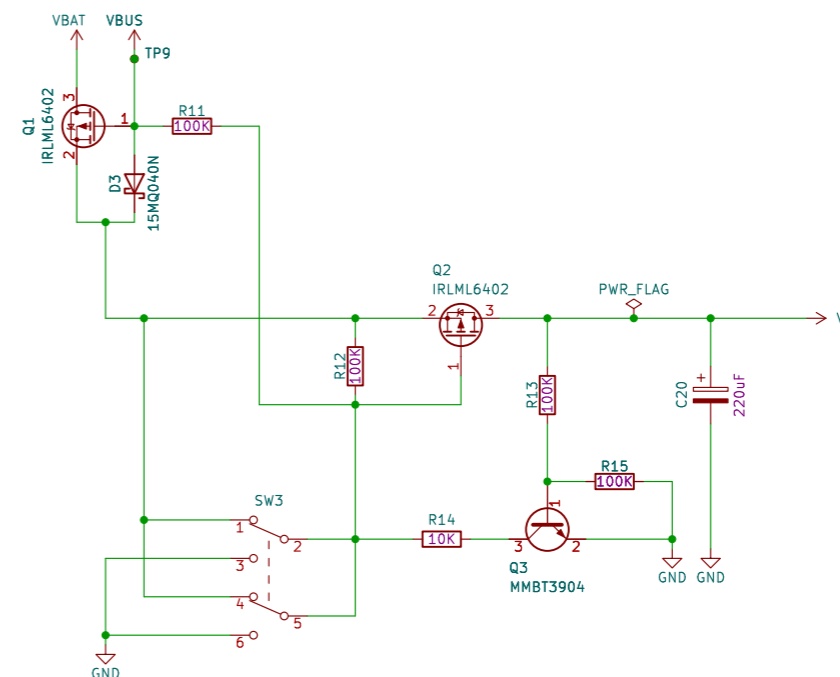 VBAT
VBUS
TP9
3
1
2
Q1
IRLML6402
R11
100K
D3
15MQ040N
Q2
IRLML6402
2
3
1
PWR_FLAG
V
R12
100K
R13
100K
C20
+
220uF
R15
100K
SW3
1
2
3
4
5
6
R14
10K
1
3
2
Q3
MMBT3904
GND
GND
GND